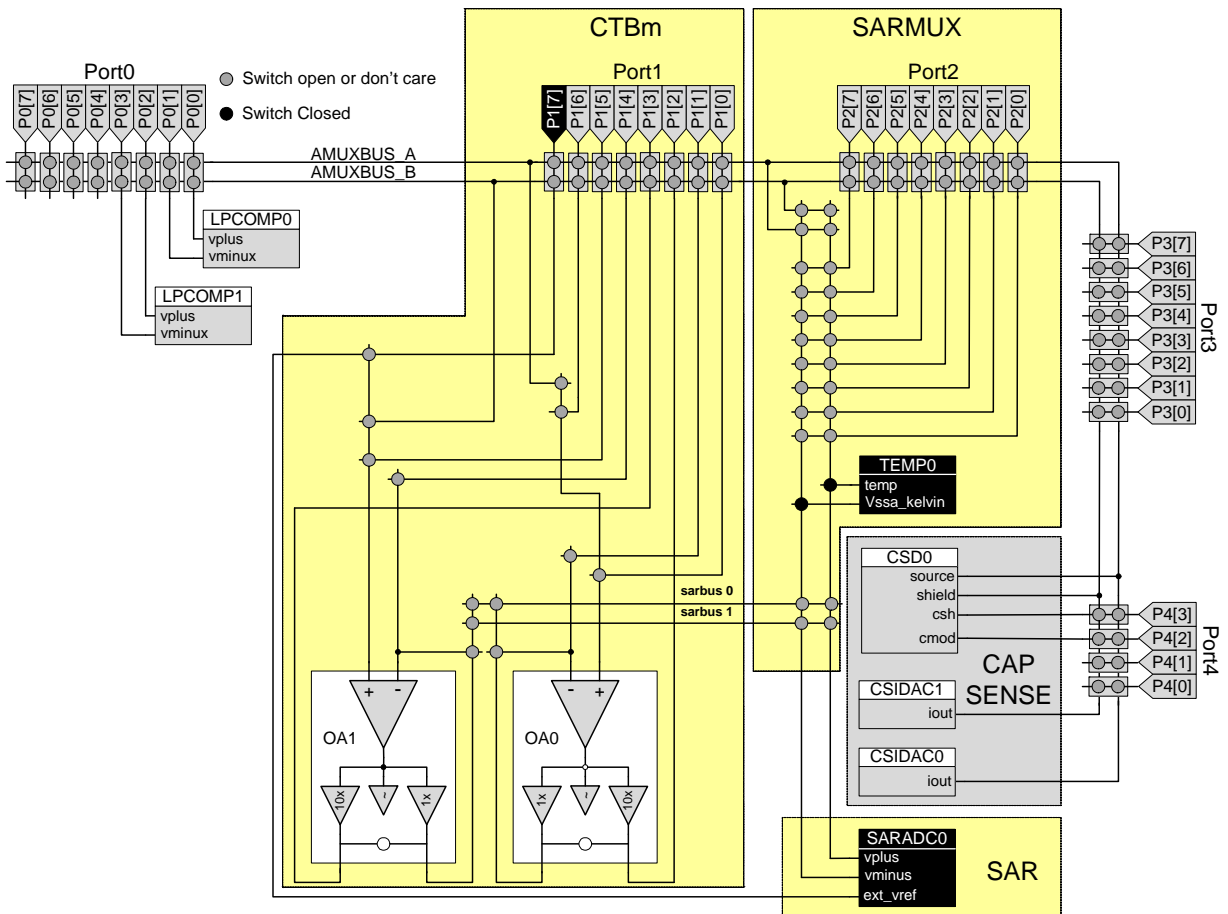 CTBm
SARMUX
Port0
Switch open or don't care
Switch Closed
Port1
Port2
P0[7]
P0[6]
P0[5]
P0[4]
P0[3]
P0[2]
P0[1]
P0[0]
P1[7]
P1[6]
P1[5]
P1[4]
P1[3]
P1[2]
P1[1]
P1[0]
P2[7]
P2[6]
P2[5]
P2[4]
P2[3]
P2[2]
P2[1]
P2[0]
AMUXBUS_A
AMUXBUS_B
LPCOMP0
vplus
vminux
LPCOMP1
vplus
vminux
P3[7]
P3[6]
P3[5]
P3[4]
P3[3]
P3[2]
P3[1]
P3[0]
Port3
TEMP0
temp
Vssa_kelvin
CSD0
source
shield
csh
cmod
sarbus 0
sarbus 1
P4[3]
P4[2]
P4[1]
P4[0]
Port4
CAP
SENSE
CSIDAC1
iout
CSIDAC0
iout
+ -
OA1
10x
~
1x
- +
OA0
1x
~
10x
SARADC0
vplus
vminus
ext_vref
SAR